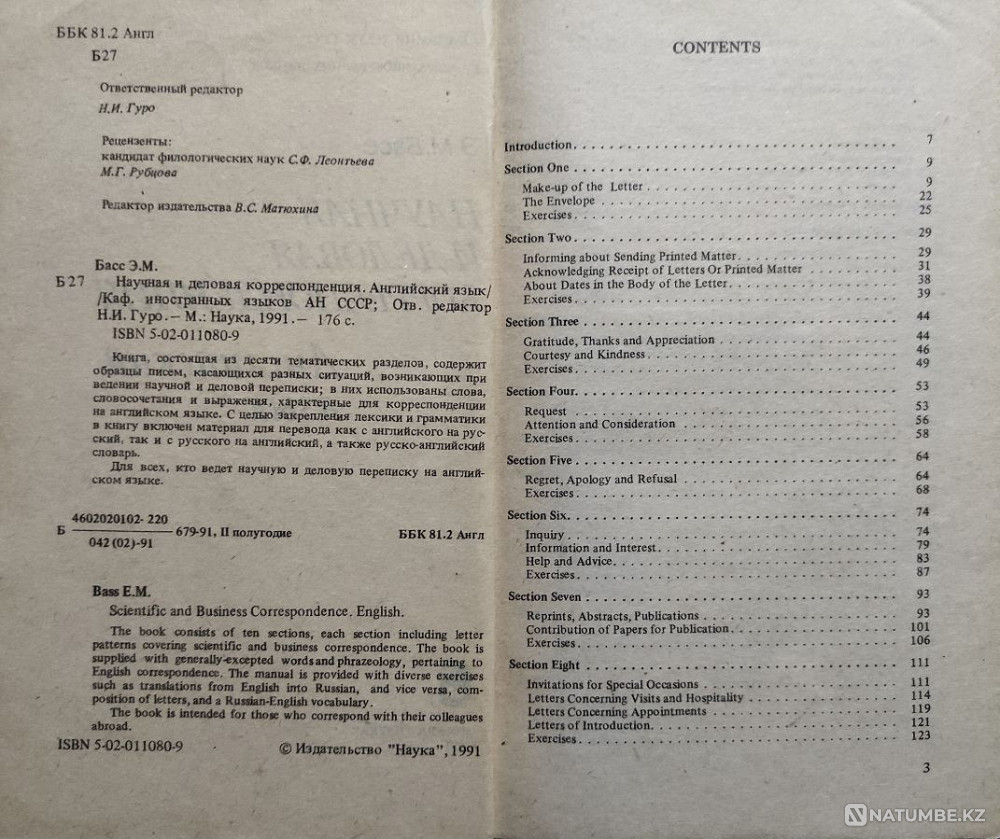 ББК 81.2 Англ
Б27
Ответственный редактор
Н.И. Гуро
Рецензенты:
кандидат филологических наук С.Ф. Леонтьева
М.Г. Рубцова
Редактор издательства В.С. Матюхина
Басс Э.М.
Б 27 Научная и деловая корреспонденция. Английский язык/
/Каф. иностранных языков АН СССР; Отв. редактор
Н.И. Гуро. – М.: Наука, 1991. – 176 с.
ISBN 5-02-011080-9
Книга, состоящая из десяти тематических разделов, содержит
образцы писем, касающихся разных ситуаций, возникающих при
ведении научной и деловой переписки; в них использованы слова,
словосочетания и выражения, характерные для корреспонденции
на английском языке. С целью закрепления лексики и грамматики
в книгу включен материал для перевода как с английского на рус-
ский, так и с русского на английский, а также русско-английский
словарь.
Для всех, кто ведет научную и деловую переписку на англий-
ском языке.
4602020102- 220
Б 679-91, II полугодие ББК 81.2 Англ
042 (02)-91
Bass E.M.
Scientific and Business Correspondence. English.
The book consists of ten sections, each section including letter
patterns covering scientific and business correspondence. The book is
supplied with generally-excepted words and phrazeology, pertaining to
English correspondence. The manual is provided with diverse exercises
such as translations from English into Russian, and vice versa, com-
position of letters, and a Russian-English vocabulary.
The book is intended for those who correspond with their colleagues
abroad.
ISBN 5-02-011080-9 © Издательство "Наука", 1991
CONTENTS
Introduction. 7
Section One 9
Make-up of the Letter 9
The Envelope 22
Exercises. 25
Section Two. 29
Informing about Sending Printed Matter. 29
Acknowledging Receipt of Letters Or Printed Matter 31
About Dates in the Body of the Letter. 38
Exercises. 39
Section Three 44
Gratitude, Thanks and Appreciation 44
Courtesy and Kindness. 46
Exercises. 49
Section Four. 53
Request 53
Attention and Consideration 56
Exercises. 58
Section Five 64
Regret, Apology and Refusal 64
Exercises. 68
Section Six. 74
Inquiry 74
Information and Interest. 79
Help and Advice. 83
Exercises. 87
Section Seven 93
Reprints, Abstracts, Publications 93
Contribution of Papers for Publication. 101
Exercises. 106
Section Eight 111
Invitations for Special Occasions 111
Letters Concerning Visits and Hospitality 114
Letters Concerning Appointments 119
Letters of Introduction. 121
Exercises. 123
3
NATUMBE.KZ